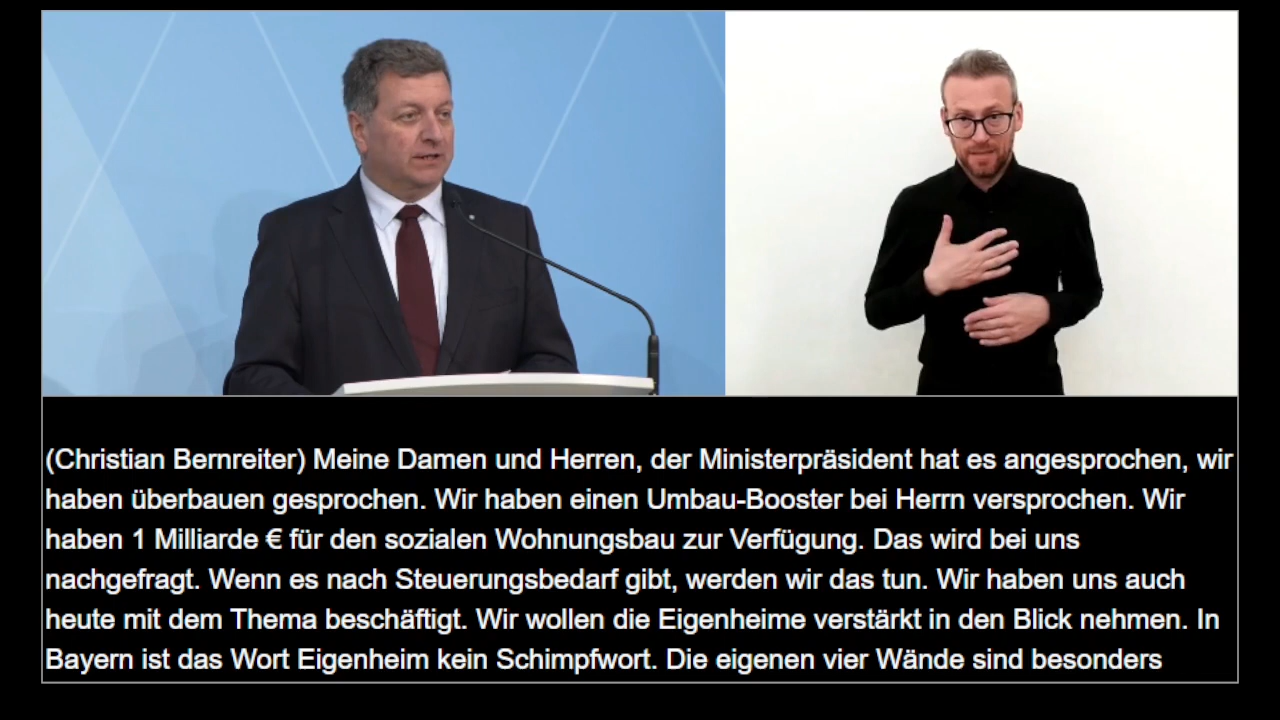 (Christian Bernreiter) Meine Damen und Herren, der Ministerpräsident hat es angesprochen, wir
haben überbauen gesprochen. Wir haben einen Umbau-Booster bei Herrn versprochen. Wir
haben 1 Milliarde € für den sozialen Wohnungsbau zur Verfügung. Das wird bei uns
nachgefragt. Wenn es nach Steuerungsbedarf gibt, werden wir das tun. Wir haben uns auch
heute mit dem Thema beschäftigt. Wir wollen die Eigenheime verstärkt in den Blick nehmen. In
Bayern ist das Wort Eigenheim kein Schimpfwort. Die eigenen vier Wände sind besonders